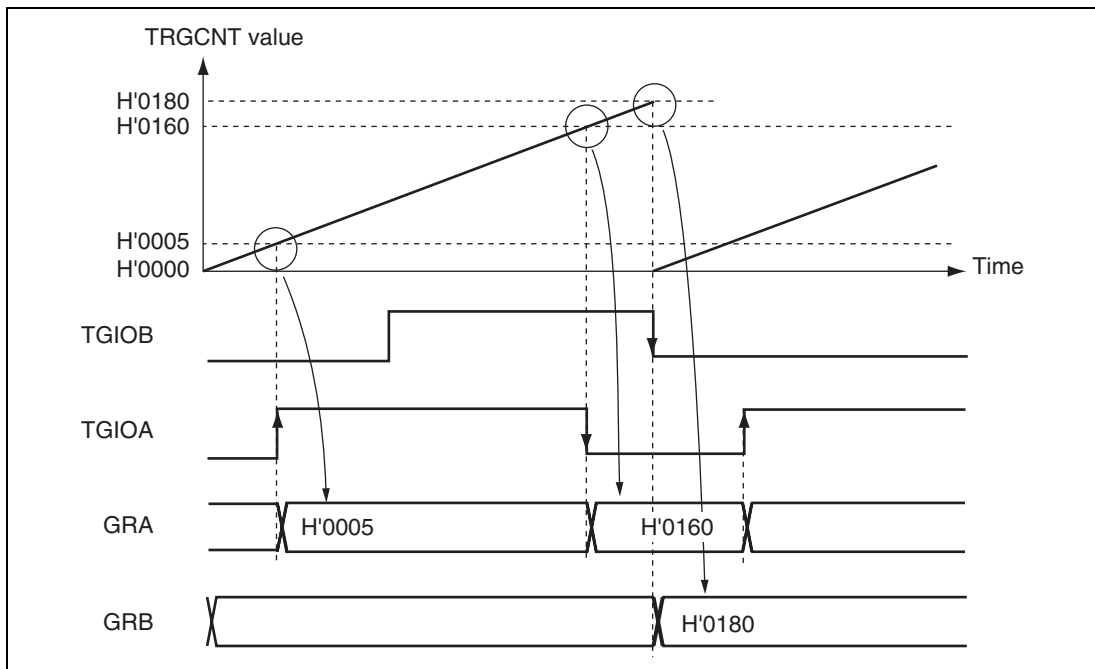 TRGCNT value
H'0180
H'0160
H'0005
H'0000
Time
TGIOB
TGIOA
GRA
H'0005
H'0160
GRB
H'0180